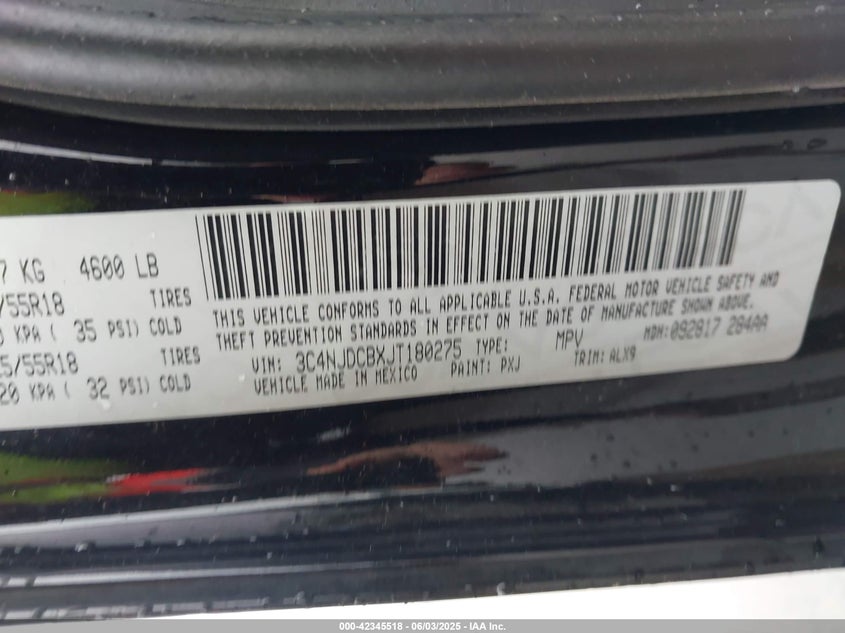 7 KG 4600 LB
/55R18 TIRES
KPA ( 35 PSI) COLD
5/55R18 TIRES
20 KPA ( 32 PSI) COLD
THIS VEHICLE CONFORMS TO ALL APPLICABLE U.S.A. FEDERAL MOTOR VEHICLE SAFETY AND
THEFT PREVENTION STANDARDS IN EFFECT ON THE DATE OF MANUFACTURE SHOWN ABOVE.
VIN: 3C4NJDCBXJT180275 TYPE: MPV MDH:092817 284AA
VEHICLE MADE IN MEXICO PAINT: PXJ TRIM: ALX9
000-42345518 - 06/03/2025 - IAA Inc.